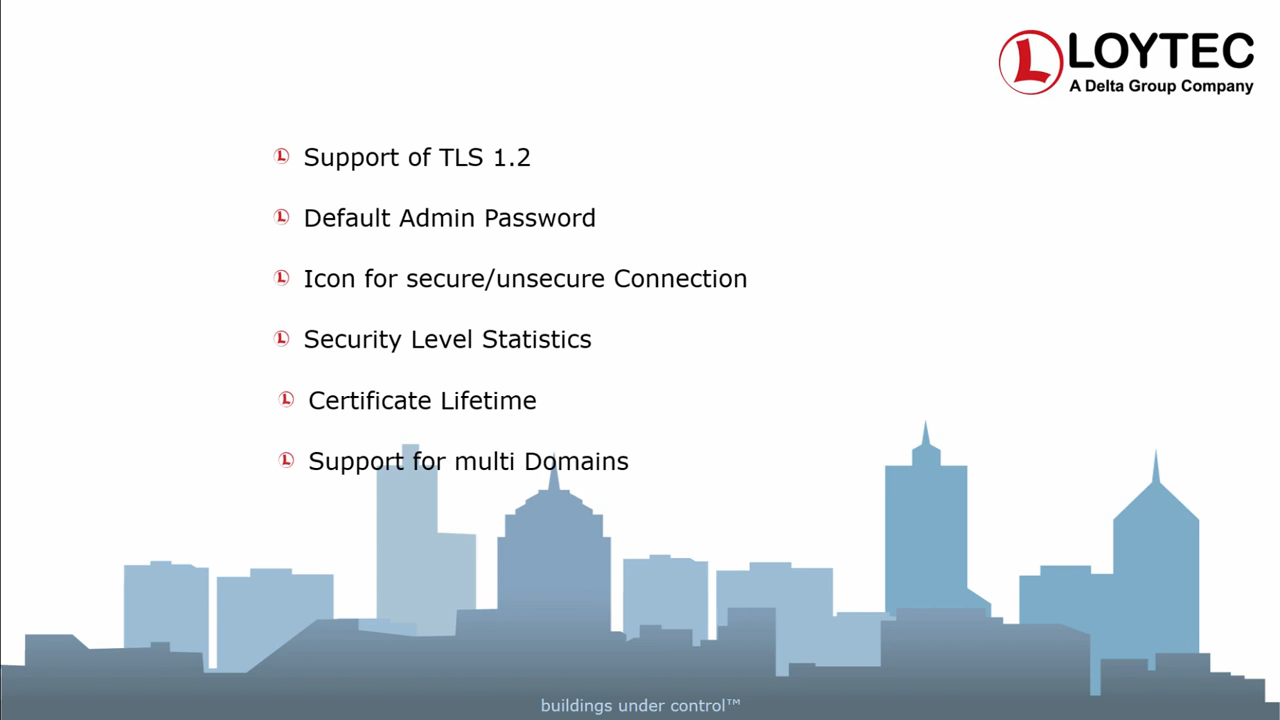 LOYTEC
A Delta Group Company
Support of TLS 1.2
Default Admin Password
Icon for secure/unsecure Connection
Security Level Statistics
Certificate Lifetime
Support for multi Domains
buildings under control™